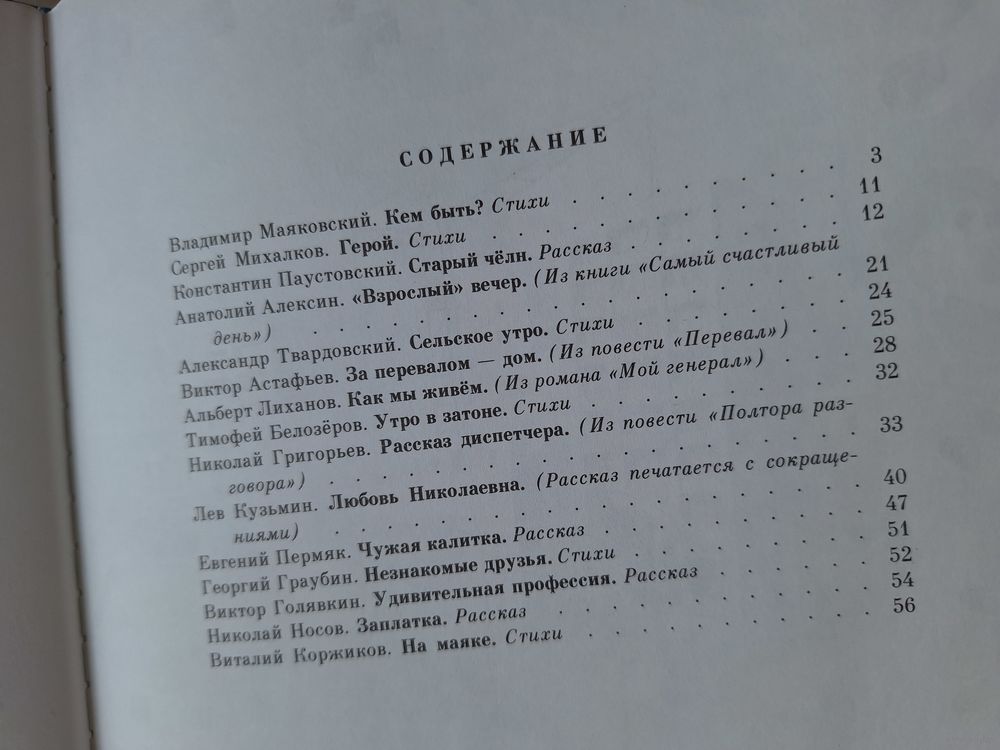 СОДЕРЖАНИЕ
Владимир Маяковский. Кем быть? Стихи . . . . . . . . . 3
Сергей Михалков. Герой. Стихи . . . . . . . . . . . 11
Константин Паустовский. Старый чёлн. Рассказ . . . . . . . 12
Анатолий Алексин. «Взрослый» вечер. (Из книги «Самый счастливый
день») . . . . . . . . . . . . . . . . 21
Александр Твардовский. Сельское утро. Стихи . . . . . . . 24
Виктор Астафьев. За перевалом — дом. (Из повести «Перевал») . . 25
Альберт Лиханов. Как мы живём. (Из романа «Мой генерал») . . . 28
Тимофей Белозёров. Утро в затоне. Стихи . . . . . . . . 32
Николай Григорьев. Рассказ диспетчера. (Из повести «Полтора раз-
говора») . . . . . . . . . . . . . . . 33
Лев Кузьмин. Любовь Николаевна. (Рассказ печатается с сокраще-
ниями) . . . . . . . . . . . . . . . 40
Евгений Пермяк. Чужая калитка. Рассказ . . . . . . . . 47
Георгий Граубин. Незнакомые друзья. Стихи . . . . . . . 51
Виктор Голявкин. Удивительная профессия. Рассказ . . . . . 52
Николай Носов. Заплатка. Рассказ . . . . . . . . . . 54
Виталий Коржиков. На маяке. Стихи . . . . . . . . . 56